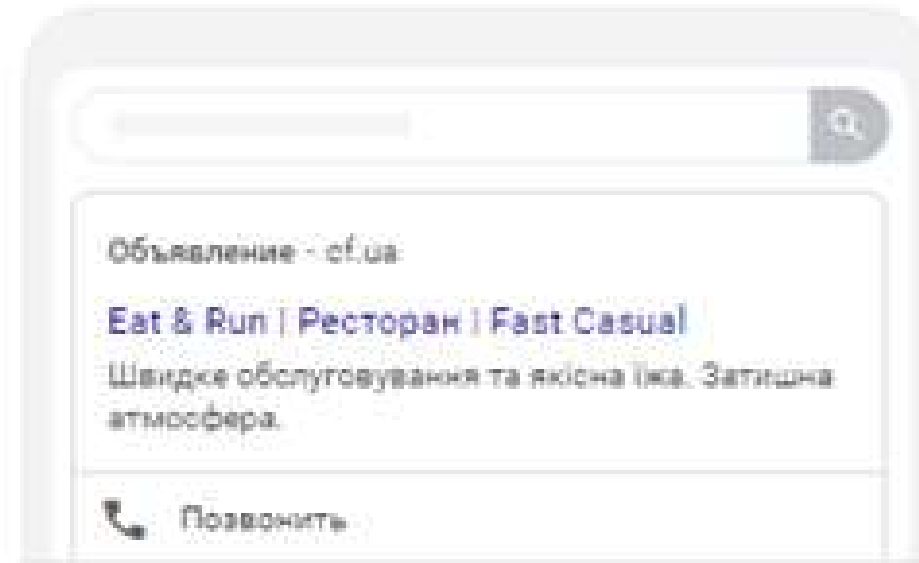 Объявление - cf.ua
Eat & Run | Ресторан | Fast Casual
Швидке обслуговування та якісна їжа. Затишна
атмосфера.
Позвонить